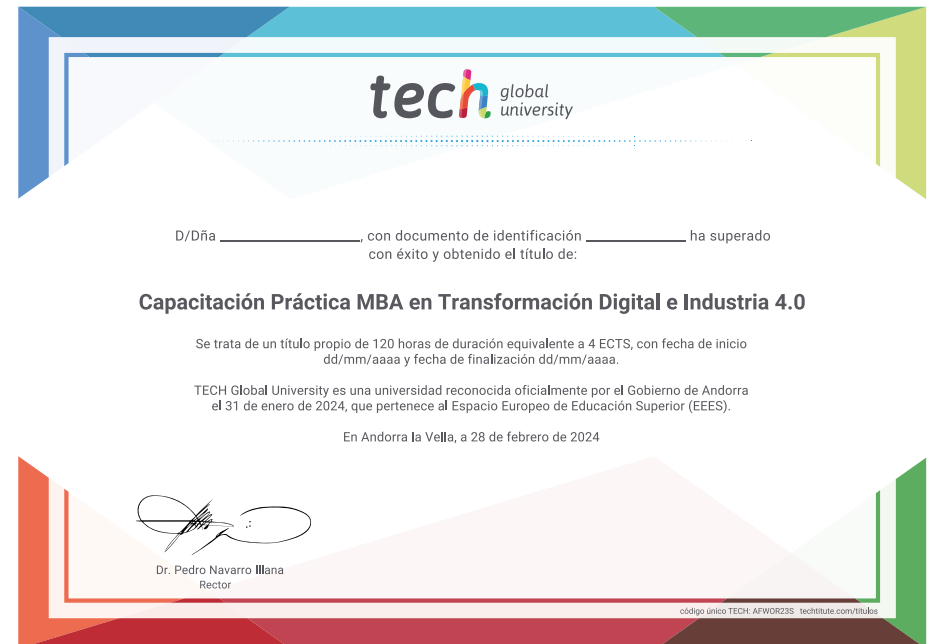 tech global university
D/Dña ____________________, con documento de identificación ______________ ha superado
con éxito y obtenido el título de:
Capacitación Práctica MBA en Transformación Digital e Industria 4.0
Se trata de un título propio de 120 horas de duración equivalente a 4 ECTS, con fecha de inicio
dd/mm/aaaa y fecha de finalización dd/mm/aaaa.
TECH Global University es una universidad reconocida oficialmente por el Gobierno de Andorra
el 31 de enero de 2024, que pertenece al Espacio Europeo de Educación Superior (EEES).
En Andorra la Vella, a 28 de febrero de 2024
Dr. Pedro Navarro Illana
Rector
código único TECH: AFWOR23S techtitute.com/titulos